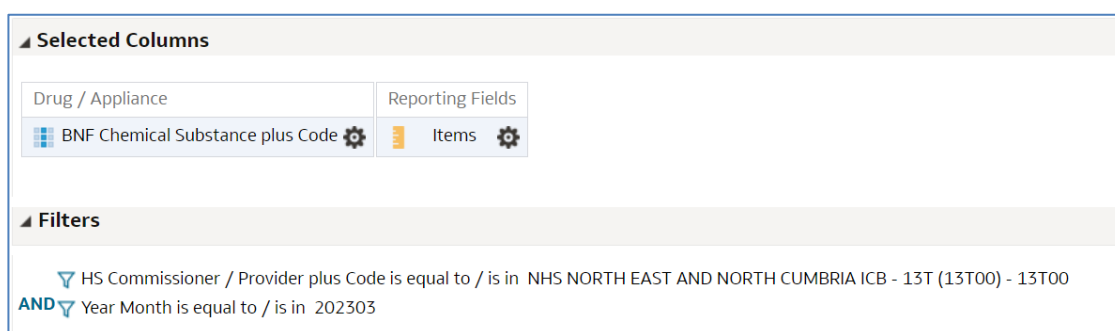 Selected Columns
Drug / Appliance Reporting Fields
BNF Chemical Substance plus Code Items
Filters
HS Commissioner / Provider plus Code is equal to / is in NHS NORTH EAST AND NORTH CUMBRIA ICB - 13T (13T00) - 13T00
AND Year Month is equal to / is in 202303